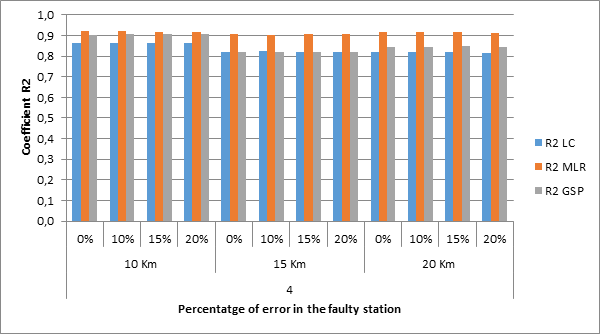 1,0
0,9
0,8
0,7
0,6
0,5
0,4
0,3
0,2
0,1
0,0
Coefficient R2
0% 10% 15% 20% 0% 10% 15% 20% 0% 10% 15% 20%
10 Km 15 Km 20 Km
4
Percentatge of error in the faulty station
R2 LC
R2 MLR
R2 GSP